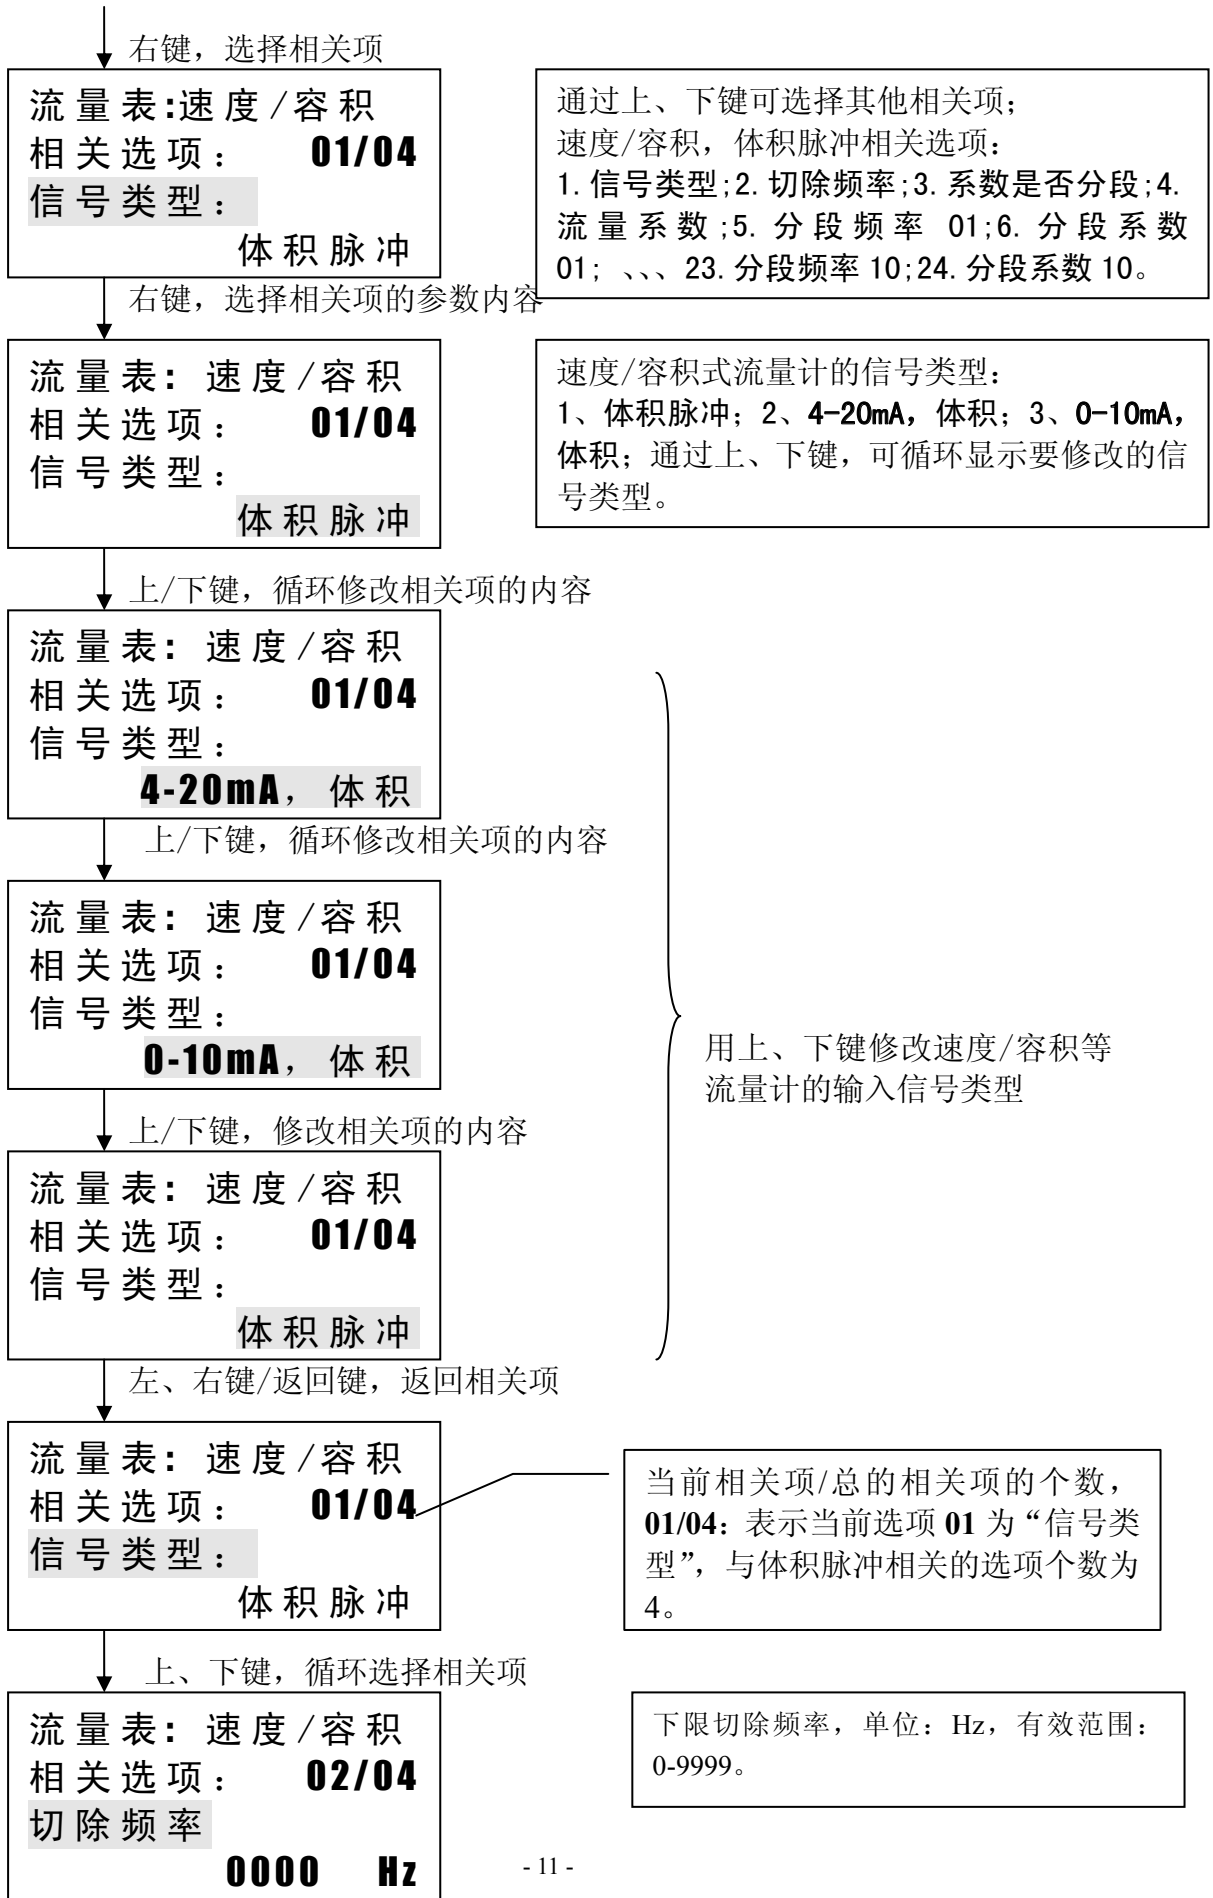 右键，选择相关项
流量表:速度/容积
相关选项： 01/04
信号类型：
体积脉冲
通过上、下键可选择其他相关项；
速度/容积，体积脉冲相关选项：
1.信号类型;2.切除频率;3.系数是否分段;4.
流量系数;5.分段频率 01;6.分段系数
01; 、、、23.分段频率 10;24.分段系数 10。
右键，选择相关项的参数内容
流量表: 速度/容积
相关选项： 01/04
信号类型：
体积脉冲
速度/容积式流量计的信号类型：
1、体积脉冲；2、4-20mA，体积；3、0-10mA，
体积；通过上、下键，可循环显示要修改的信
号类型。
上/下键，循环修改相关项的内容
流量表: 速度/容积
相关选项： 01/04
信号类型：
4-20mA，体积
上/下键，循环修改相关项的内容
流量表: 速度/容积
相关选项： 01/04
信号类型：
0-10mA，体积
用上、下键修改速度/容积等
流量计的输入信号类型
上/下键，修改相关项的内容
流量表: 速度/容积
相关选项： 01/04
信号类型：
体积脉冲
左、右键/返回键，返回相关项
流量表: 速度/容积
相关选项： 01/04
信号类型：
体积脉冲
当前相关项/总的相关项的个数，
01/04：表示当前选项 01 为“信号类
型”，与体积脉冲相关的选项个数为
4。
上、下键，循环选择相关项
流量表: 速度/容积
相关选项： 02/04
切除频率
0000 Hz
下限切除频率，单位：Hz，有效范围：
0-9999。
- 11 -